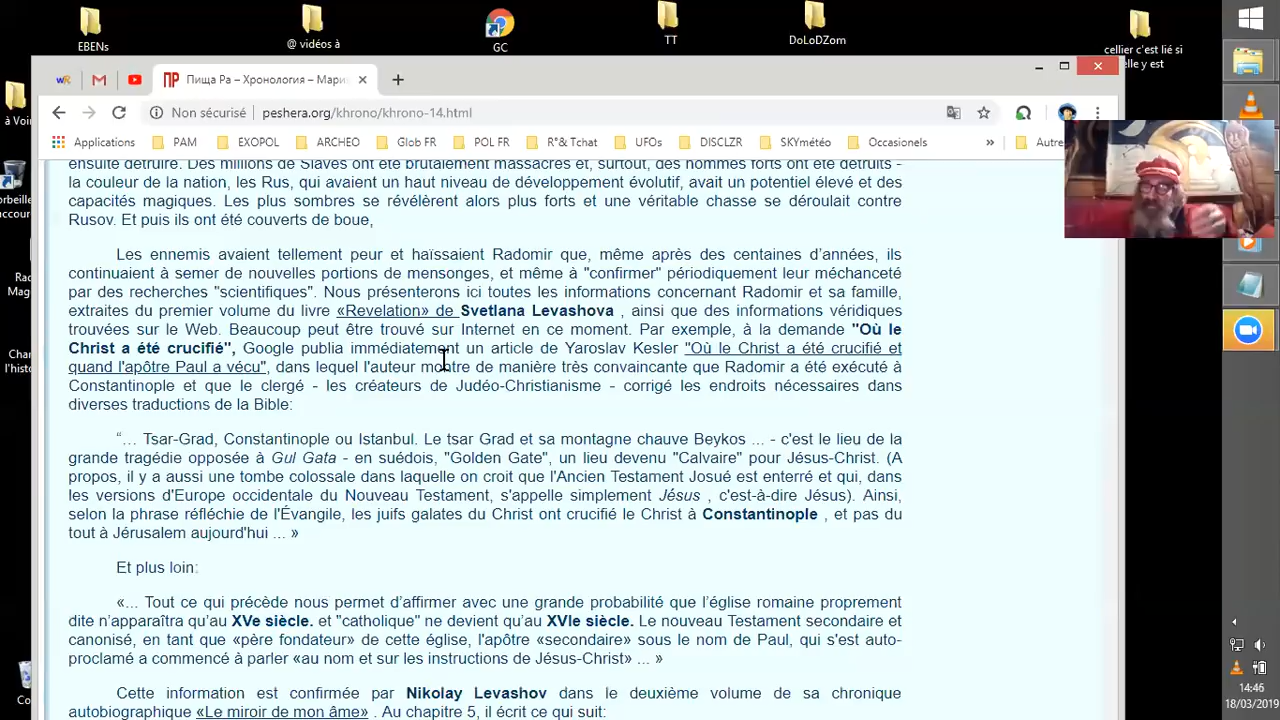 EBENs
@ vidéos à
GC
TT
DoLoDZom
cellier c'est lié si
elle y est
Пища Ра – Хронология – Мари
Non sécurisé
peshera.org/khrono/khrono-14.html
Applications
PAM
EXOPOL
ARCHEO
Glob FR
POL FR
R°& Tchat
UFOs
DISCLZR
SKYmétéo
Occasionels
»
Autre
à Voir
ensuite détruire. Des millions de Slaves ont été brutalement massacrés et, surtout, des hommes forts ont été détruits -
la couleur de la nation, les Rus, qui avaient un haut niveau de développement évolutif, avait un potentiel élevé et des
capacités magiques. Les plus sombres se révélèrent alors plus forts et une véritable chasse se déroulait contre
Rusov. Et puis ils ont été couverts de boue,
Les ennemis avaient tellement peur et haïssaient Radomir que, même après des centaines d'années, ils
continuaient à semer de nouvelles portions de mensonges, et même à "confirmer" périodiquement leur méchanceté
par des recherches "scientifiques". Nous présenterons ici toutes les informations concernant Radomir et sa famille,
extraites du premier volume du livre «Revelation» de Svetlana Levashova , ainsi que des informations véridiques
trouvées sur le Web. Beaucoup peut être trouvé sur Internet en ce moment. Par exemple, à la demande "Où le
Christ a été crucifié", Google publia immédiatement un article de Yaroslav Kesler "Où le Christ a été crucifié et
quand l'apôtre Paul a vécu", dans lequel l'auteur montre de manière très convaincante que Radomir a été exécuté à
Constantinople et que le clergé - les créateurs de Judéo-Christianisme - corrigé les endroits nécessaires dans
diverses traductions de la Bible:
“… Tsar-Grad, Constantinople ou Istanbul. Le tsar Grad et sa montagne chauve Beykos ... - c'est le lieu de la
grande tragédie opposée à Gul Gata - en suédois, "Golden Gate", un lieu devenu "Calvaire" pour Jésus-Christ. (A
propos, il y a aussi une tombe colossale dans laquelle on croit que l'Ancien Testament Josué est enterré et qui, dans
les versions d'Europe occidentale du Nouveau Testament, s'appelle simplement Jésus , c'est-à-dire Jésus). Ainsi,
selon la phrase réfléchie de l'Évangile, les juifs galates du Christ ont crucifié le Christ à Constantinople , et pas du
tout à Jérusalem aujourd'hui ... »
Et plus loin:
«... Tout ce qui précède nous permet d'affirmer avec une grande probabilité que l'église romaine proprement
dite n'apparaîtra qu'au XVe siècle. et "catholique" ne devient qu'au XVIe siècle. Le nouveau Testament secondaire et
canonisé, en tant que «père fondateur» de cette église, l'apôtre «secondaire» sous le nom de Paul, qui s'est auto-
proclamé a commencé à parler «au nom et sur les instructions de Jésus-Christ» ... »
Cette information est confirmée par Nikolay Levashov dans le deuxième volume de sa chronique
autobiographique «Le miroir de mon âme» . Au chapitre 5, il écrit ce qui suit:
14:46
18/03/2019